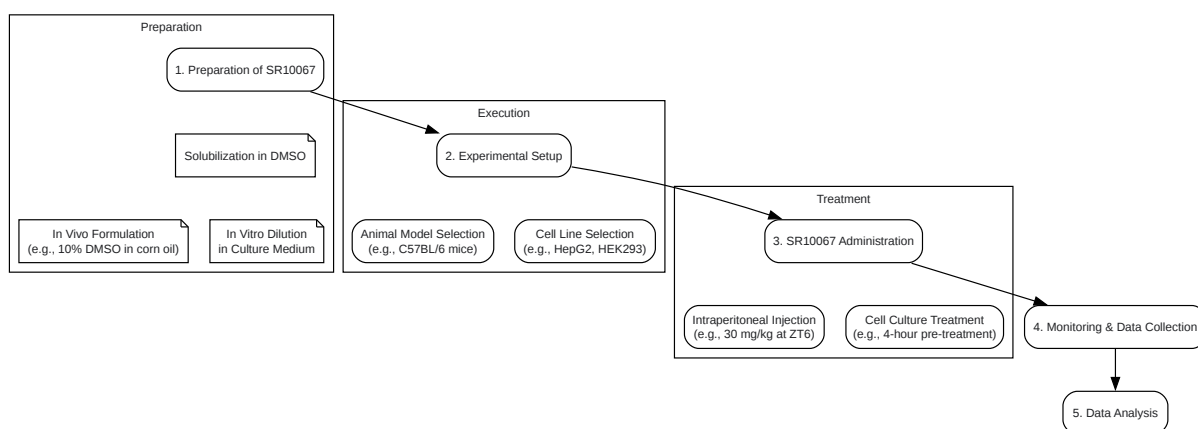 Preparation
1. Preparation of SR10067
Solubilization in DMSO
In Vivo Formulation
(e.g., 10% DMSO in corn oil)
In Vitro Dilution
in Culture Medium
Execution
2. Experimental Setup
Animal Model Selection
(e.g., C57BL/6 mice)
Cell Line Selection
(e.g., HepG2, HEK293)
Treatment
3. SR10067 Administration
Intraperitoneal Injection
(e.g., 30 mg/kg at ZT6)
Cell Culture Treatment
(e.g., 4-hour pre-treatment)
4. Monitoring & Data Collection
5. Data Analysis